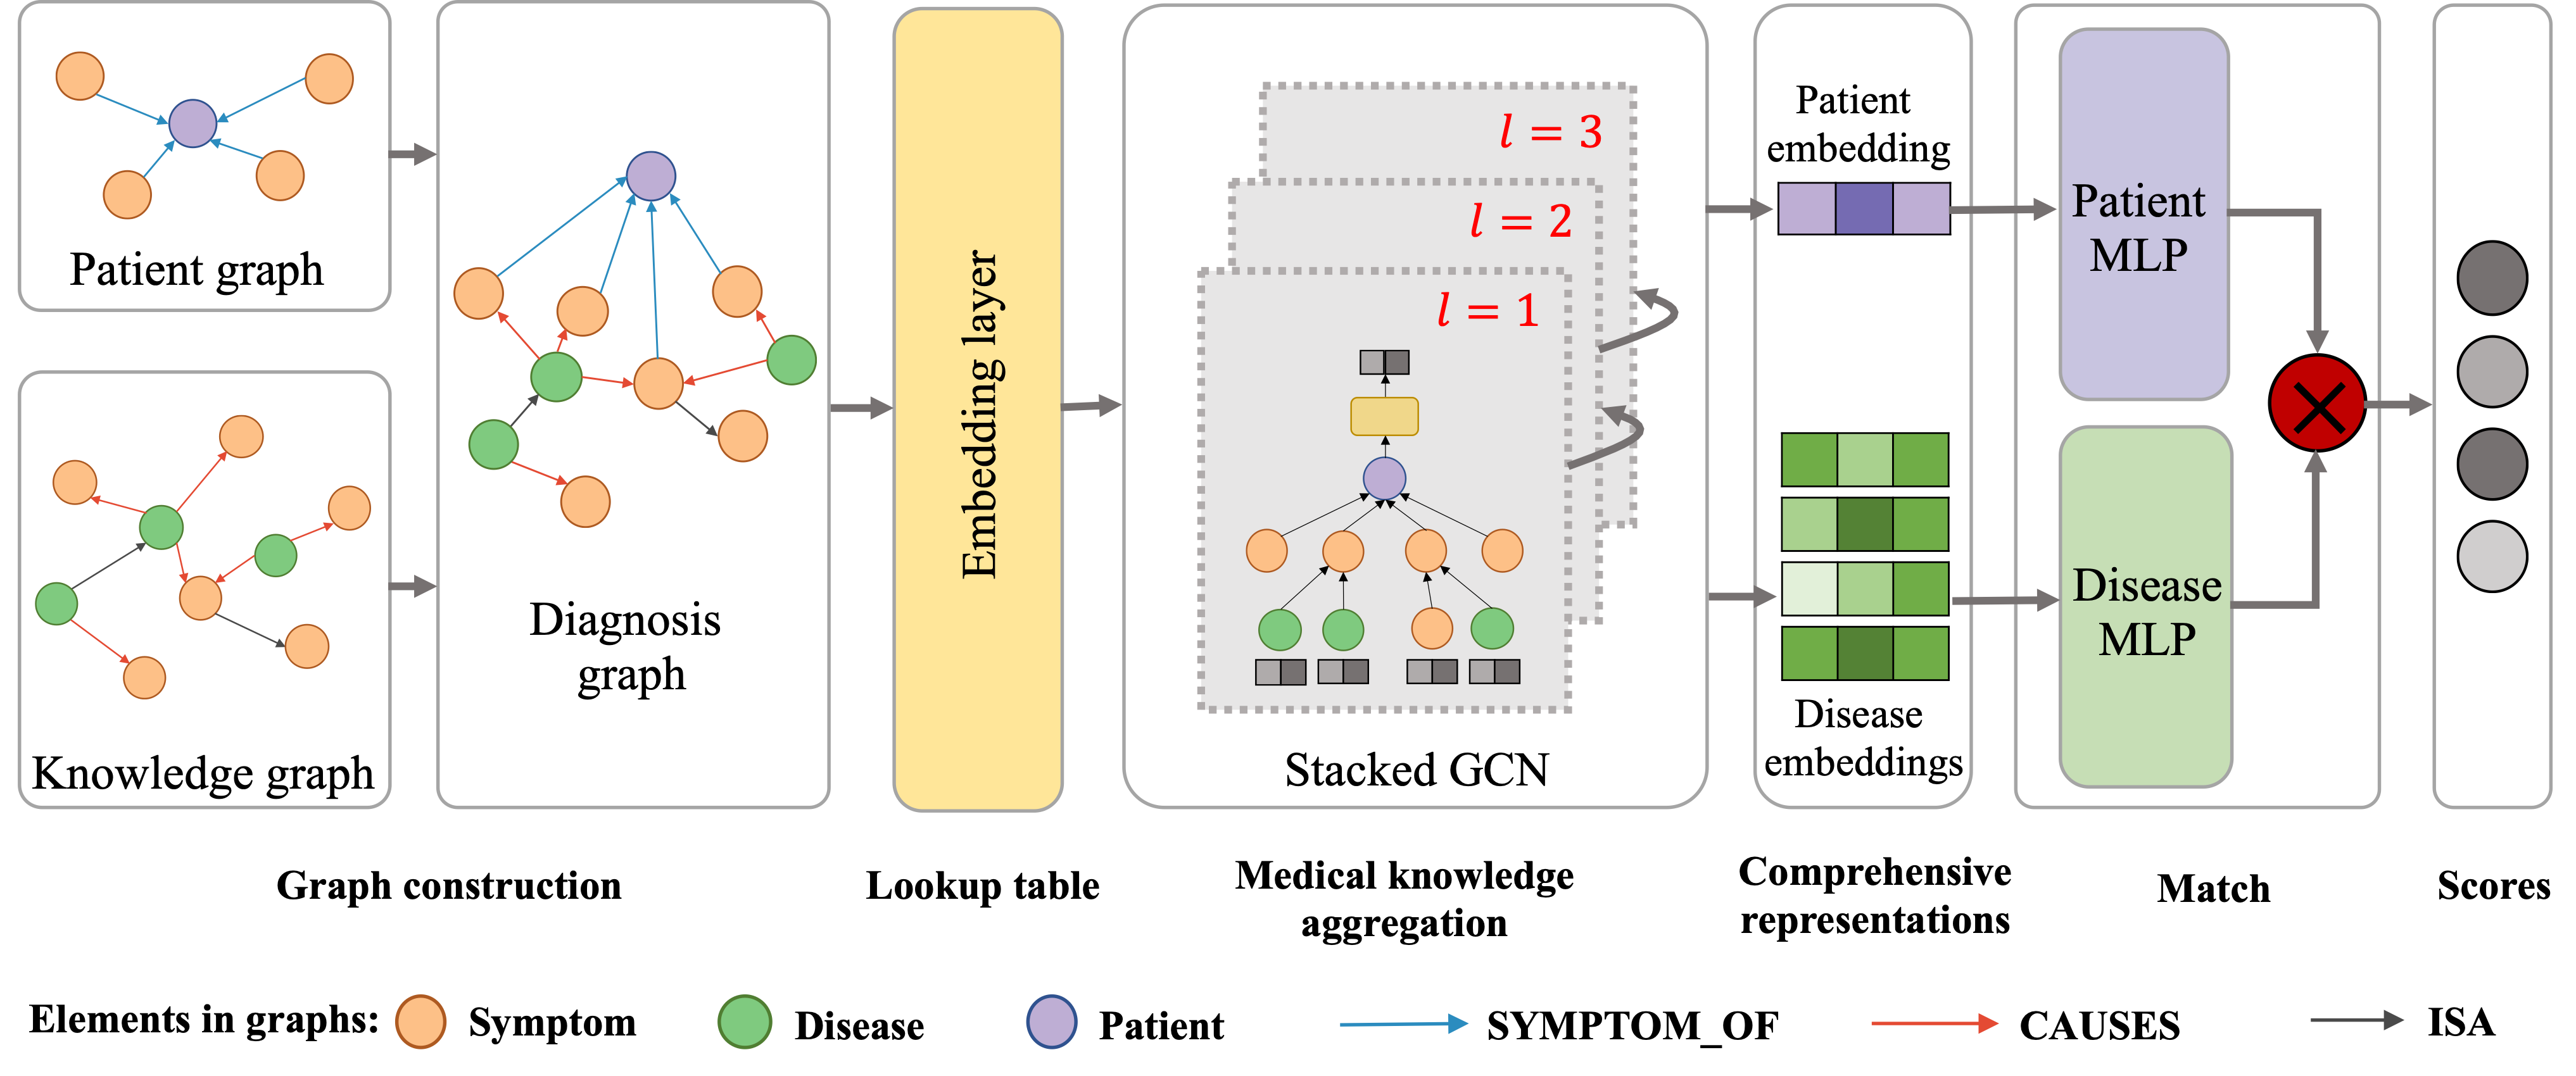 Patient graph
Knowledge graph
Diagnosis
graph
Embedding layer
l = 3
l = 2
l = 1
Stacked GCN
Patient
embedding
Disease
embeddings
Patient
MLP
Disease
MLP
Graph construction
Lookup table
Medical knowledge
aggregation
Comprehensive
representations
Match
Scores
Elements in graphs: Symptom Disease Patient SYMPTOM_OF CAUSES ISA